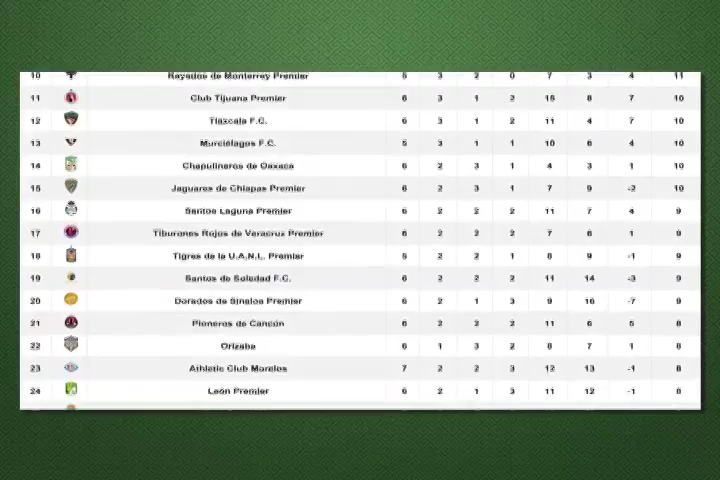 10 Rayados de Monterrey Premier 5 3 2 0 7 3 4 11
11 Club Tijuana Premier 6 3 1 2 15 8 7 10
12 Tlaxcala F.C. 6 3 1 2 11 4 7 10
13 Murciélagos F.C. 5 3 1 1 10 6 4 10
14 Chapulineros de Oaxaca 6 2 3 1 4 3 1 10
15 Jaguares de Chiapas Premier 6 2 3 1 7 9 -2 10
16 Santos Laguna Premier 6 2 2 2 11 7 4 9
17 Tiburones Rojos de Veracruz Premier 6 2 2 2 7 6 1 9
18 Tigres de la U.A.N.L. Premier 5 2 2 1 8 9 -1 9
19 Santos de Soledad F.C. 6 2 2 2 11 14 -3 9
20 Dorados de Sinaloa Premier 6 2 1 3 9 16 -7 9
21 Pioneros de Cancún 6 2 2 2 11 6 5 8
22 Orizaba 6 1 3 2 8 7 1 8
23 Athletic Club Morelos 7 2 2 3 12 13 -1 8
24 León Premier 6 2 1 3 11 12 -1 8